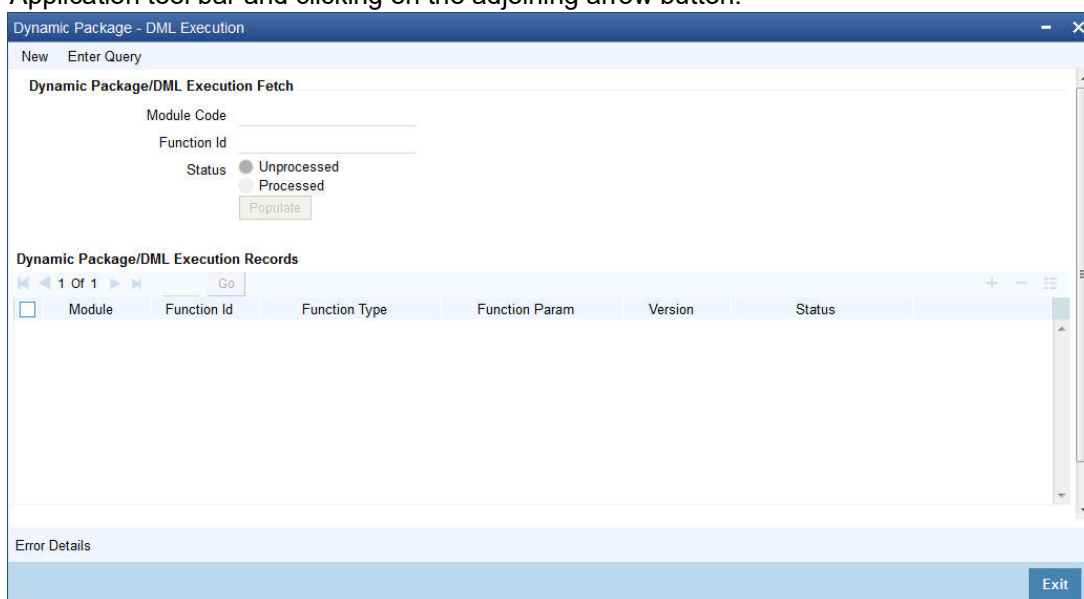 Application tool bar and clicking on the adjoining arrow button.
Dynamic Package - DML Execution
New Enter Query
Dynamic Package/DML Execution Fetch
Module Code
Function Id
Status Unprocessed
Processed
Populate
Dynamic Package/DML Execution Records
1 Of 1 Go
Module Function Id Function Type Function Param Version Status
Error Details
Exit